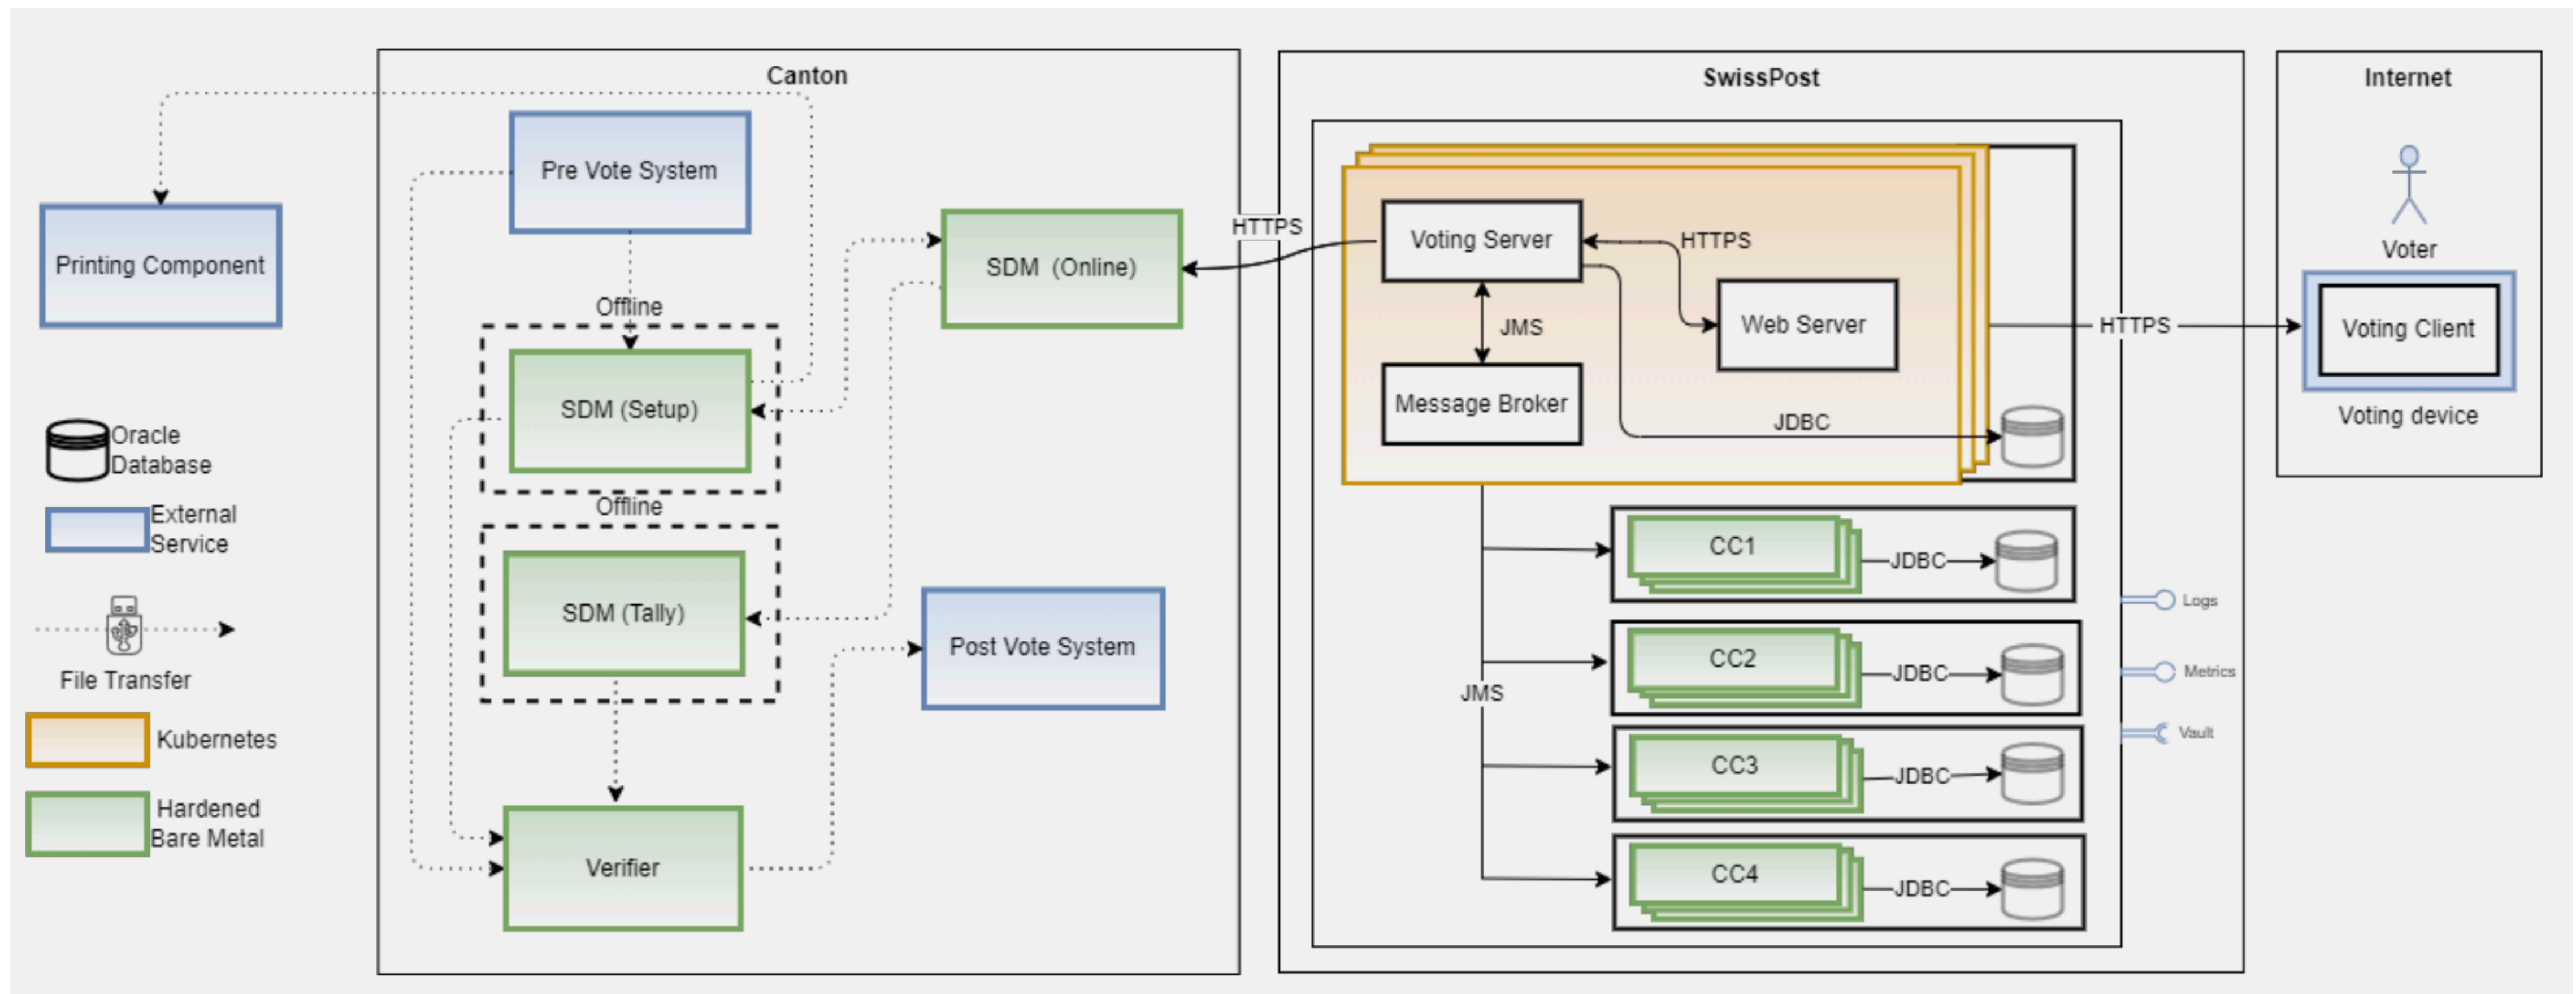 Canton
SwissPost
Internet
Pre Vote System
Printing Component
SDM (Online)
HTTPS
Voting Server
HTTPS
Web Server
JMS
Message Broker
JDBC
HTTPS
Voter
Voting Client
Voting device
Offline
SDM (Setup)
Offline
SDM (Tally)
Post Vote System
Verifier
Oracle
Database
External
Service
File Transfer
Kubernetes
Hardened
Bare Metal
JMS
CC1
JDBC
CC2
JDBC
CC3
JDBC
CC4
JDBC
Logs
Metrics
Vault